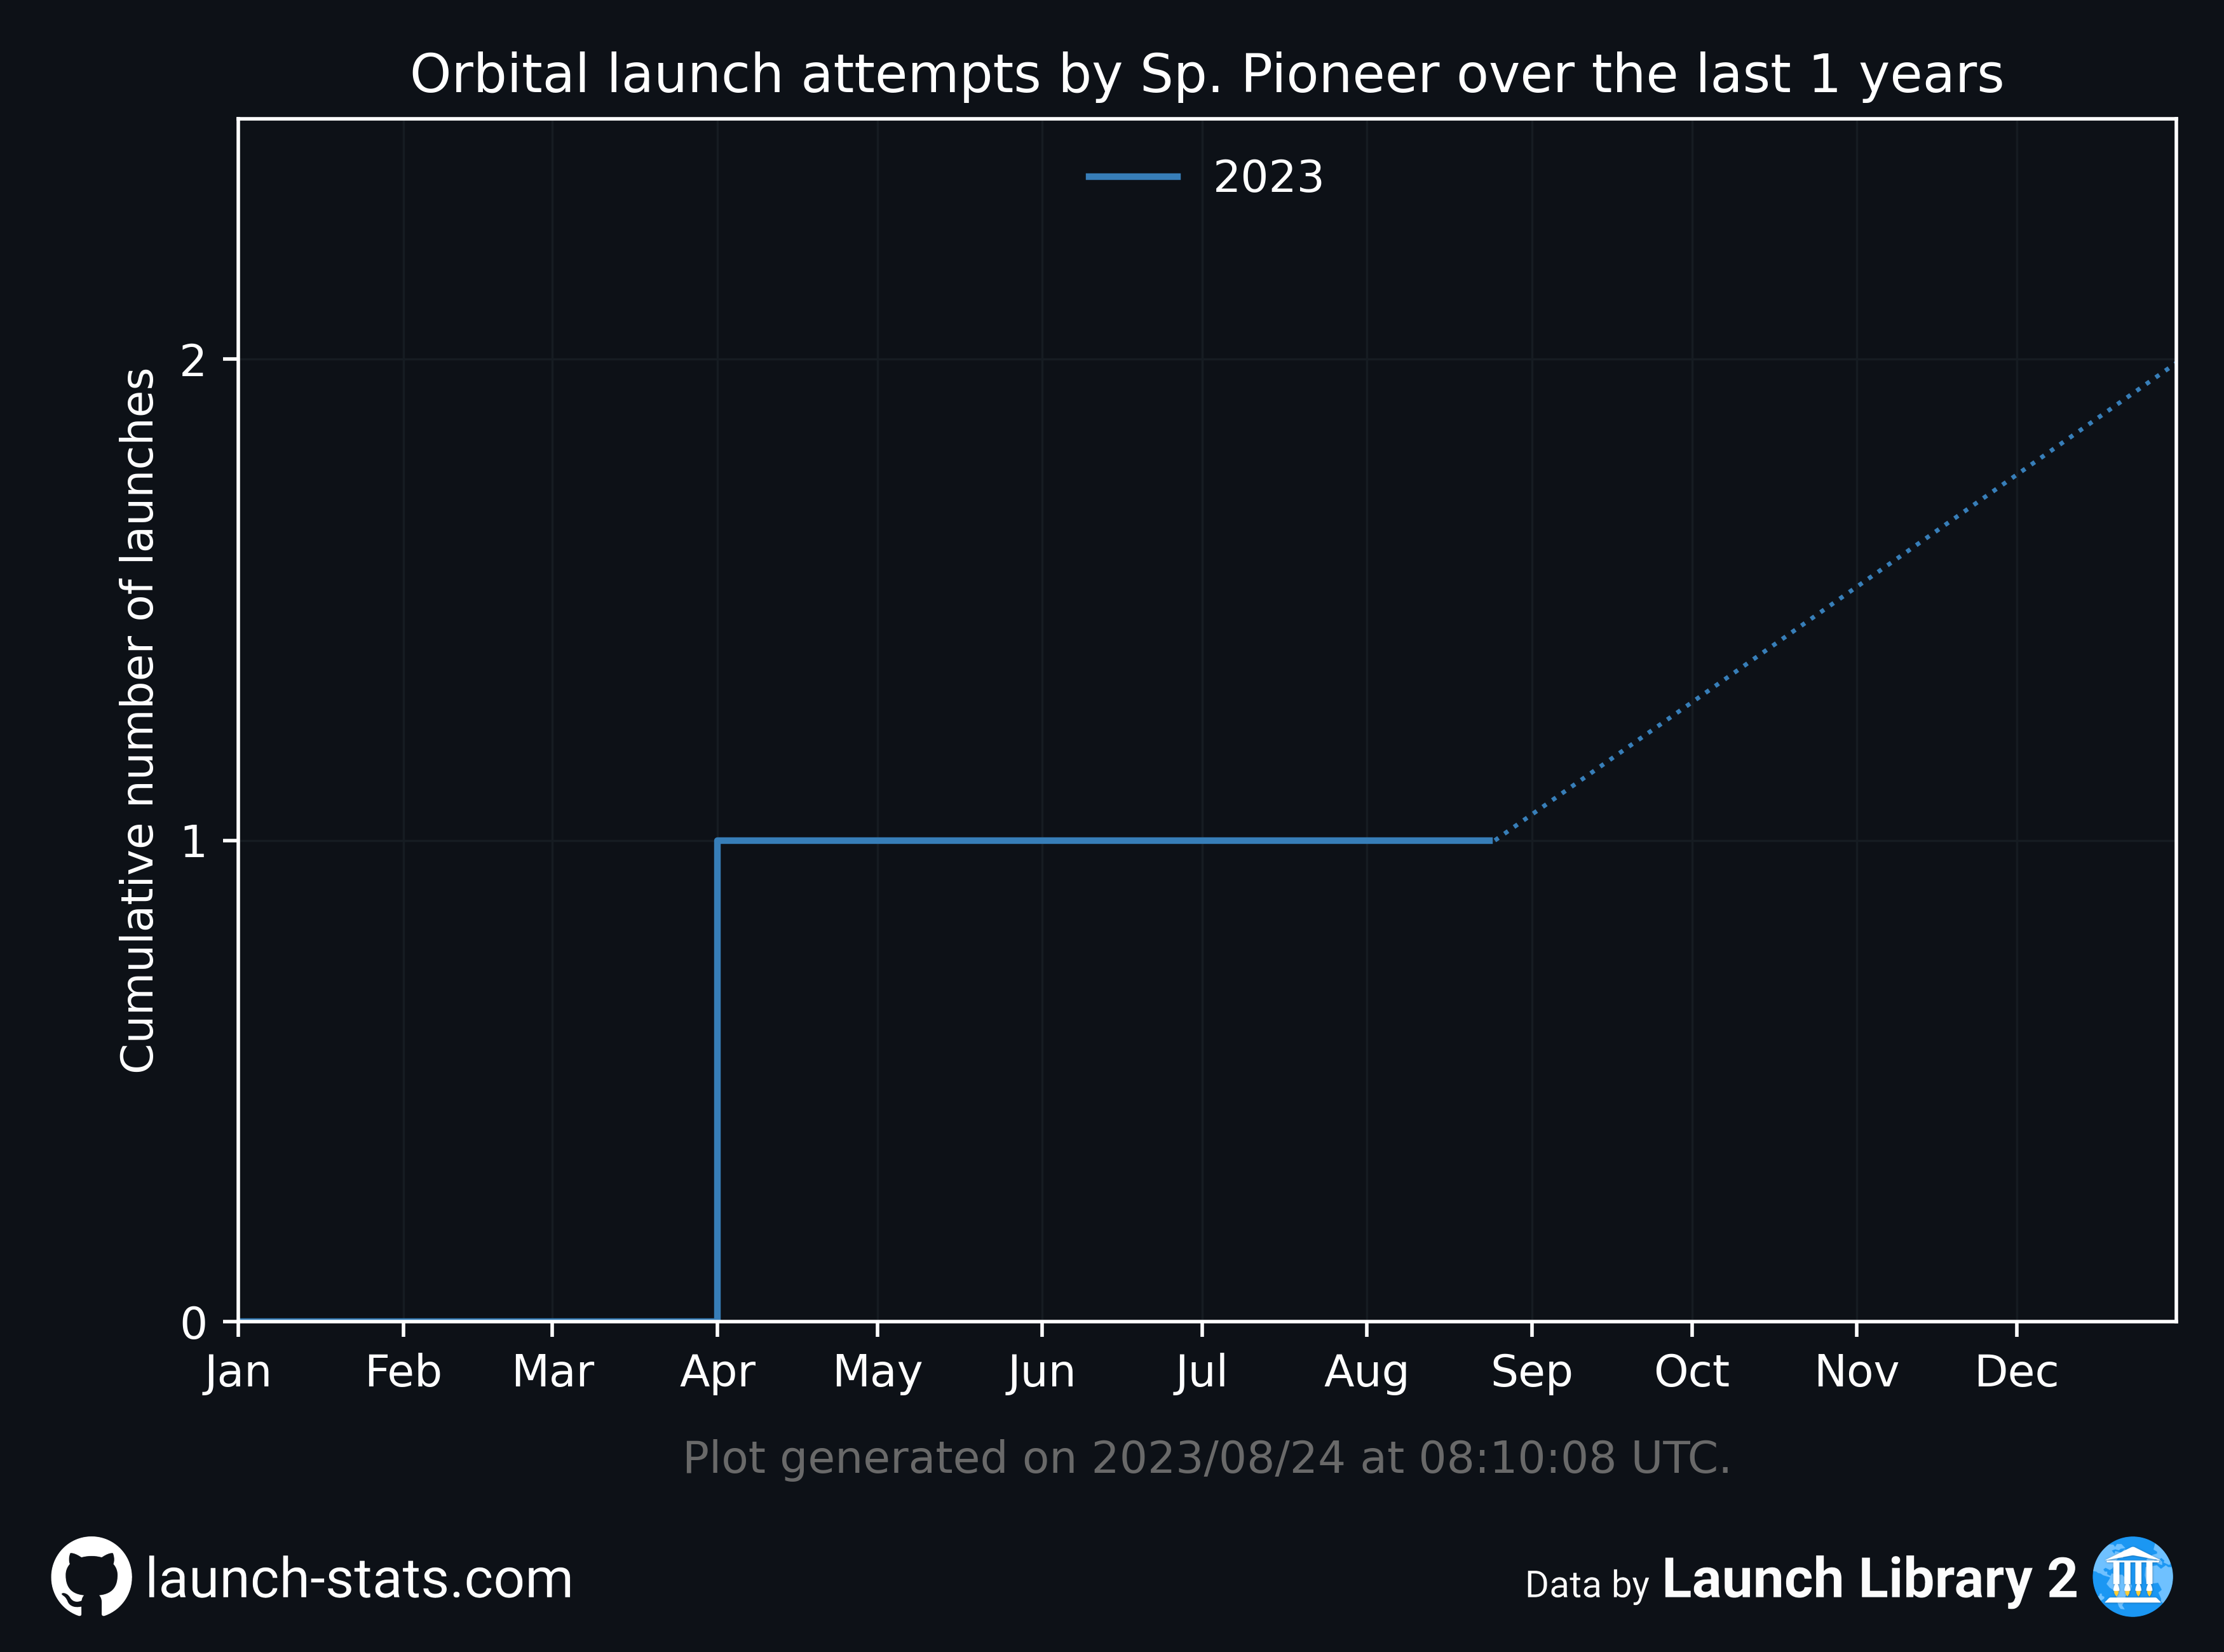 Orbital launch attempts by Sp. Pioneer over the last 1 years
2023
Cumulative number of launches
2
1
0
Jan Feb Mar Apr May Jun Jul Aug Sep Oct Nov Dec
Plot generated on 2023/08/24 at 08:10:08 UTC.
launch-stats.com
Data by Launch Library 2